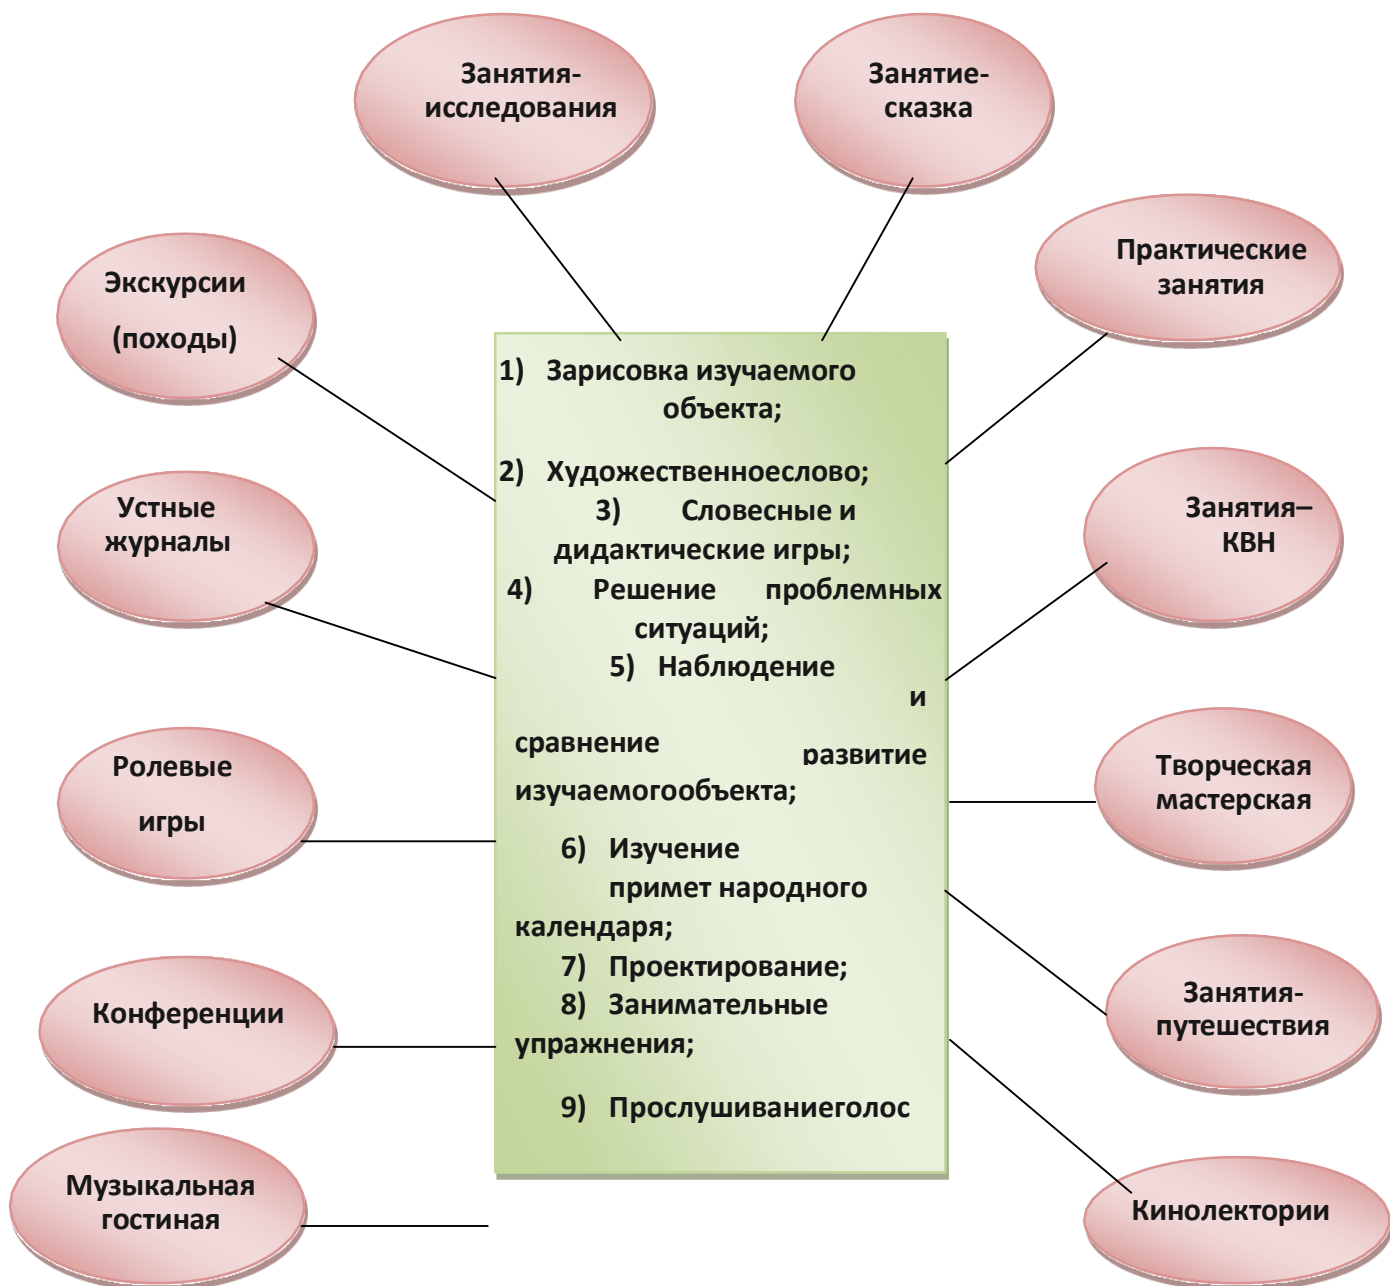 Занятия-
исследования
Занятие-
сказка
Практические
занятия
Экскурсии
(походы)
1) Зарисовка изучаемого
объекта;
2) Художественноеслово;
3) Словесные и
дидактические игры;
4) Решение проблемных
ситуаций;
5) Наблюдение
и
сравнение развитие
изучаемогообъекта;
6) Изучение
примет народного
календаря;
7) Проектирование;
8) Занимательные
упражнения;
9) Прослушиваниеголос
Устные
журналы
Занятия–
КВН
Ролевые
игры
Творческая
мастерская
Конференции
Занятия-
путешествия
Музыкальная
гостиная
Кинолектории